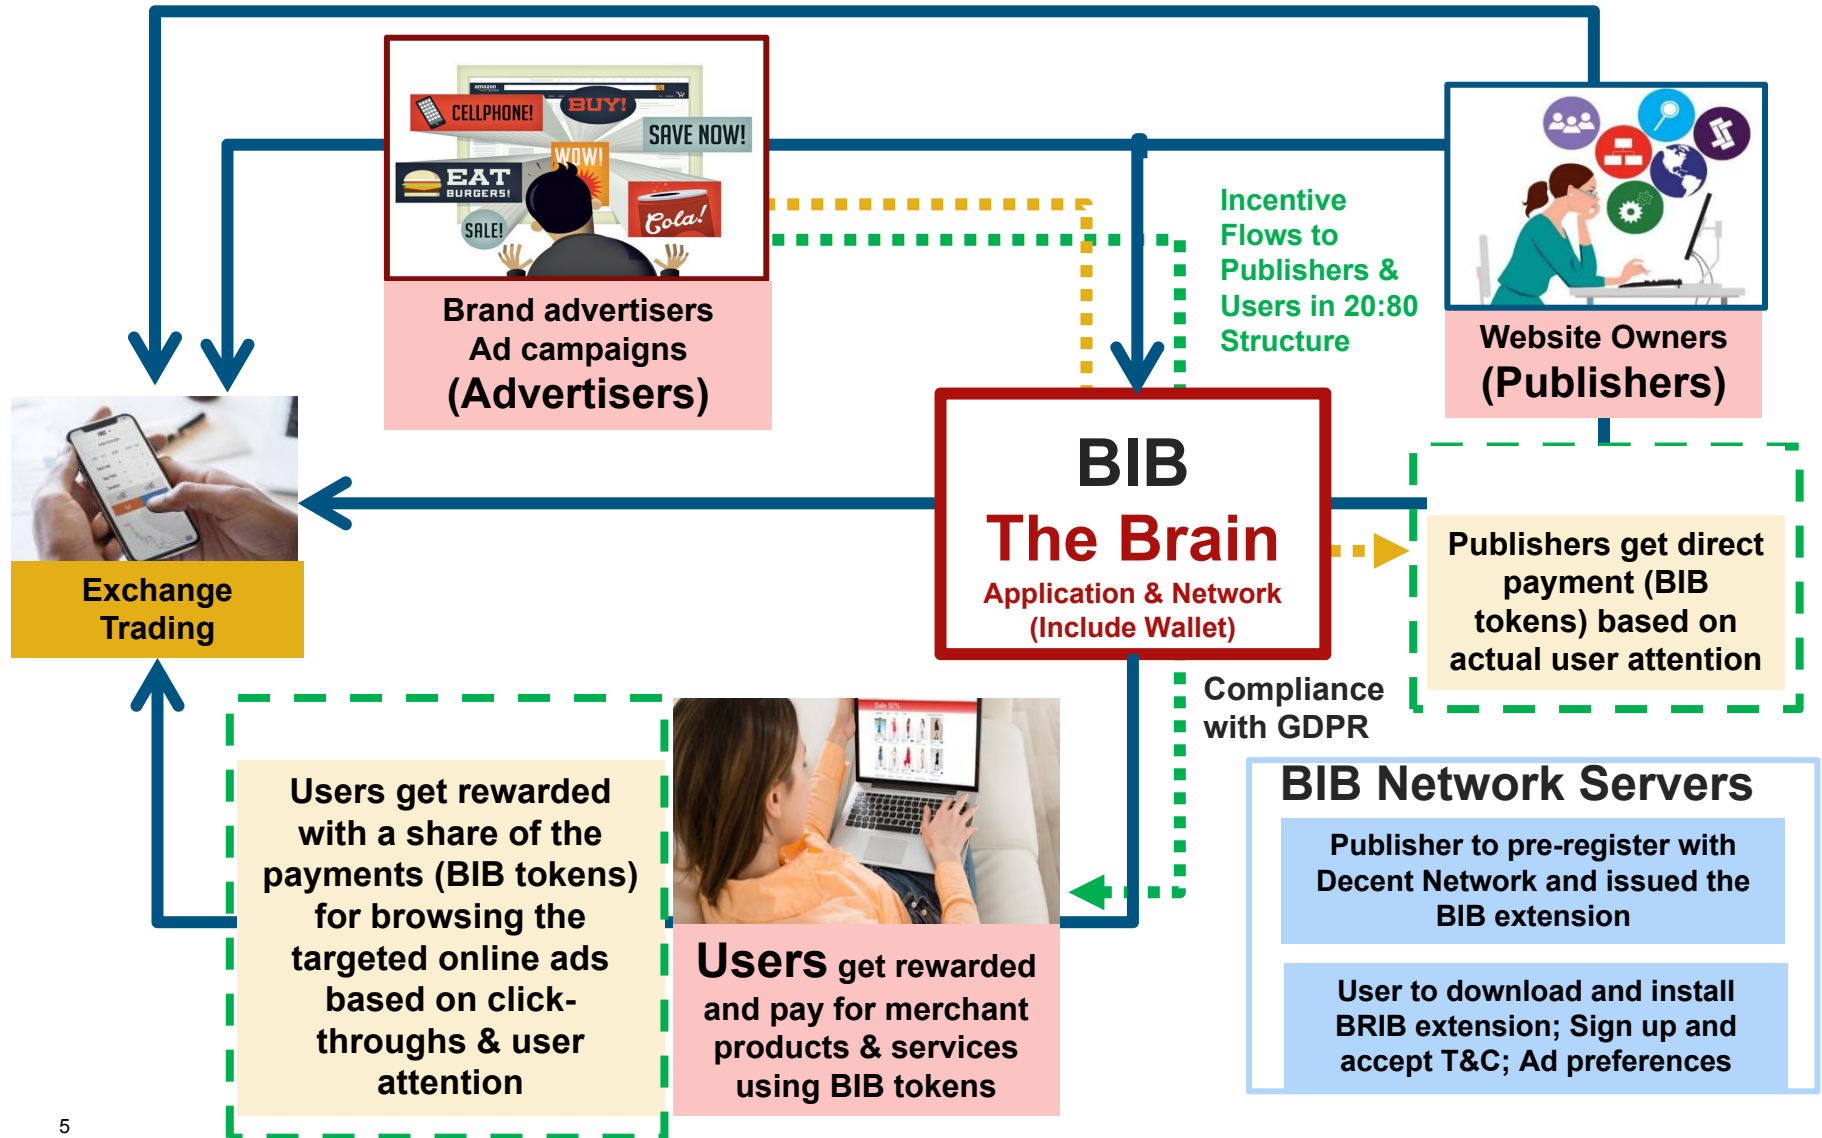 amazon
CELLPHONE!
BUY!
SAVE NOW!
WOW!
EAT
BURGERS!
Cola!
SALE!
Brand advertisers
Ad campaigns
(Advertisers)
Incentive
Flows to
Publishers &
Users in 20:80
Structure
Website Owners
(Publishers)
Exchange
Trading
BIB
The Brain
Application & Network
(Include Wallet)
Publishers get direct
payment (BIB
tokens) based on
actual user attention
Compliance
with GDPR
Users get rewarded
with a share of the
payments (BIB tokens)
for browsing the
targeted online ads
based on click-
throughs & user
attention
Sale 50%
Users get rewarded
and pay for merchant
products & services
using BIB tokens
BIB Network Servers
Publisher to pre-register with
Decent Network and issued the
BIB extension
User to download and install
BRIB extension; Sign up and
accept T&C; Ad preferences
5